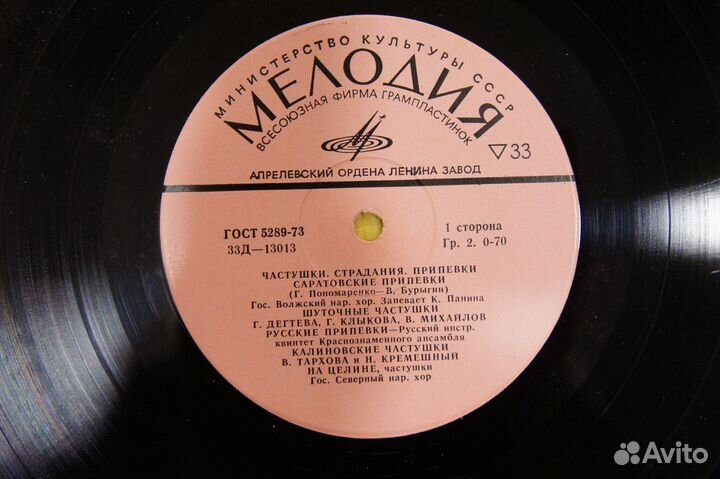 МИНИСТЕРСТВО КУЛЬТУРЫ СССР
МЕЛОДИЯ
ВСЕСОЮЗНАЯ ФИРМА ГРАМПЛАСТИНОК
▽33
АПРЕЛЕВСКИЙ ОРДЕНА ЛЕНИНА ЗАВОД
ГОСТ 5289-73
33Д—13013
1 сторона
Гр. 2. 0-70
ЧАСТУШКИ. СТРАДАНИЯ. ПРИПЕВКИ
САРАТОВСКИЕ ПРИПЕВКИ
(Г. Пономаренко—В. Бурыгин)
Гос. Волжский нар. хор. Запевает К. Панина
ШУТОЧНЫЕ ЧАСТУШКИ
Г. ДЕГТЕВА, Г. КЛЫКОВА, В. МИХАЙЛОВ
РУССКИЕ ПРИПЕВКИ—Русский инстр.
квинтет Краснознаменного ансамбля
КАЛИНОВСКИЕ ЧАСТУШКИ
В. ТАРХОВА и Н. КРЕМЕШНЫЙ
НА ЦЕЛИНЕ, частушки
Гос. Северный нар. хор
Avito